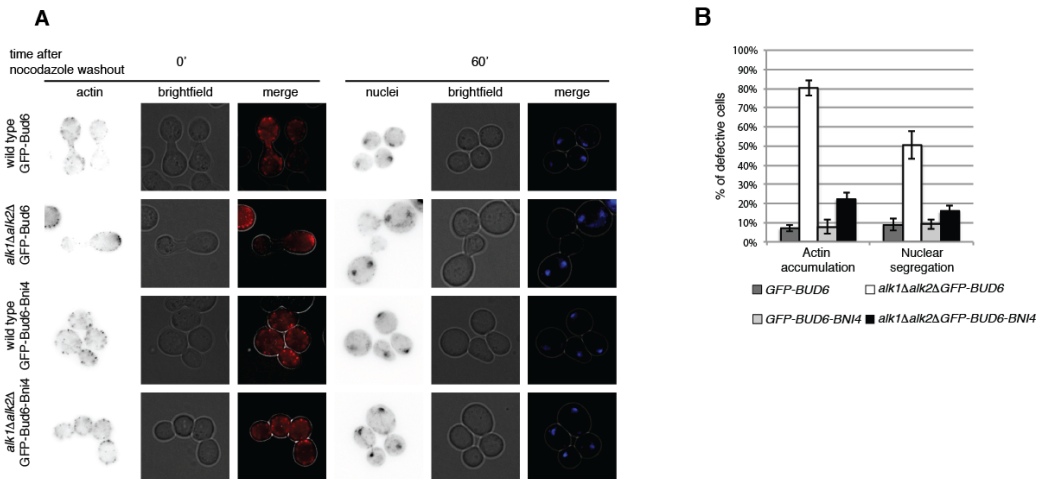 A
time after
nocodazole washout
0'
60'
actin
brightfield
merge
nuclei
brightfield
merge
wild type
GFP-Bud6
alk1Δalk2Δ
GFP-Bud6
wild type
GFP-Bud6-Bni4
alk1Δalk2Δ
GFP-Bud6-Bni4
B
% of defective cells
100%
90%
80%
70%
60%
50%
40%
30%
20%
10%
0%
Actin
accumulation
Nuclear
segregation
GFP-BUD6
alk1Δalk2ΔGFP-BUD6
GFP-BUD6-BNI4
alk1Δalk2ΔGFP-BUD6-BNI4